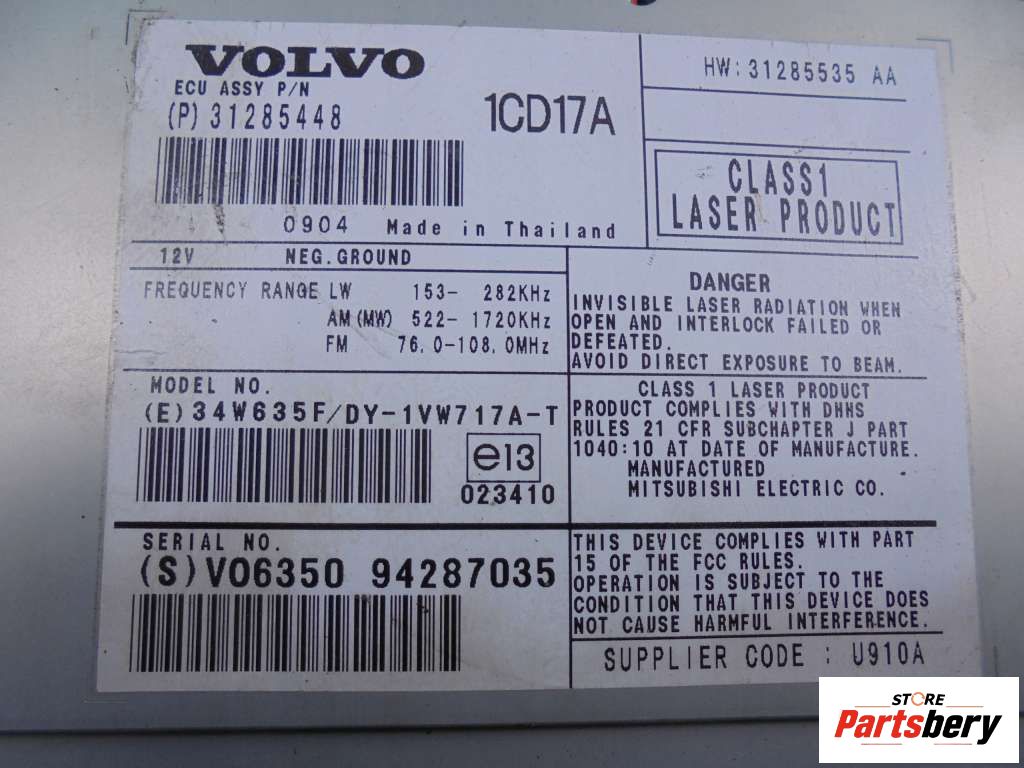 VOLVO
ECU ASSY P/N
(P) 31285448
1CD17A
0904 Made in Thailand
HW:31285535 AA
CLASS1
LASER PRODUCT
12V NEG.GROUND
FREQUENCY RANGE LW 153- 282KHz
AM(MW) 522-1720KHz
FM 76.0-108.0MHz
DANGER
INVISIBLE LASER RADIATION WHEN
OPEN AND INTERLOCK FAILED OR
DEFEATED.
AVOID DIRECT EXPOSURE TO BEAM.
MODEL NO.
(E)34W635F/DY-1VW717A-T
e13
023410
CLASS 1 LASER PRODUCT
PRODUCT COMPLIES WITH DHHS
RULES 21 CFR SUBCHAPTER J PART
1040:10 AT DATE OF MANUFACTURE.
MANUFACTURED
MITSUBISHI ELECTRIC CO.
SERIAL NO.
(S)VO6350 94287035
THIS DEVICE COMPLIES WITH PART
15 OF THE FCC RULES.
OPERATION IS SUBJECT TO THE
CONDITION THAT THIS DEVICE DOES
NOT CAUSE HARMFUL INTERFERENCE.
SUPPLIER CODE : U910A
STORE
Partsbery